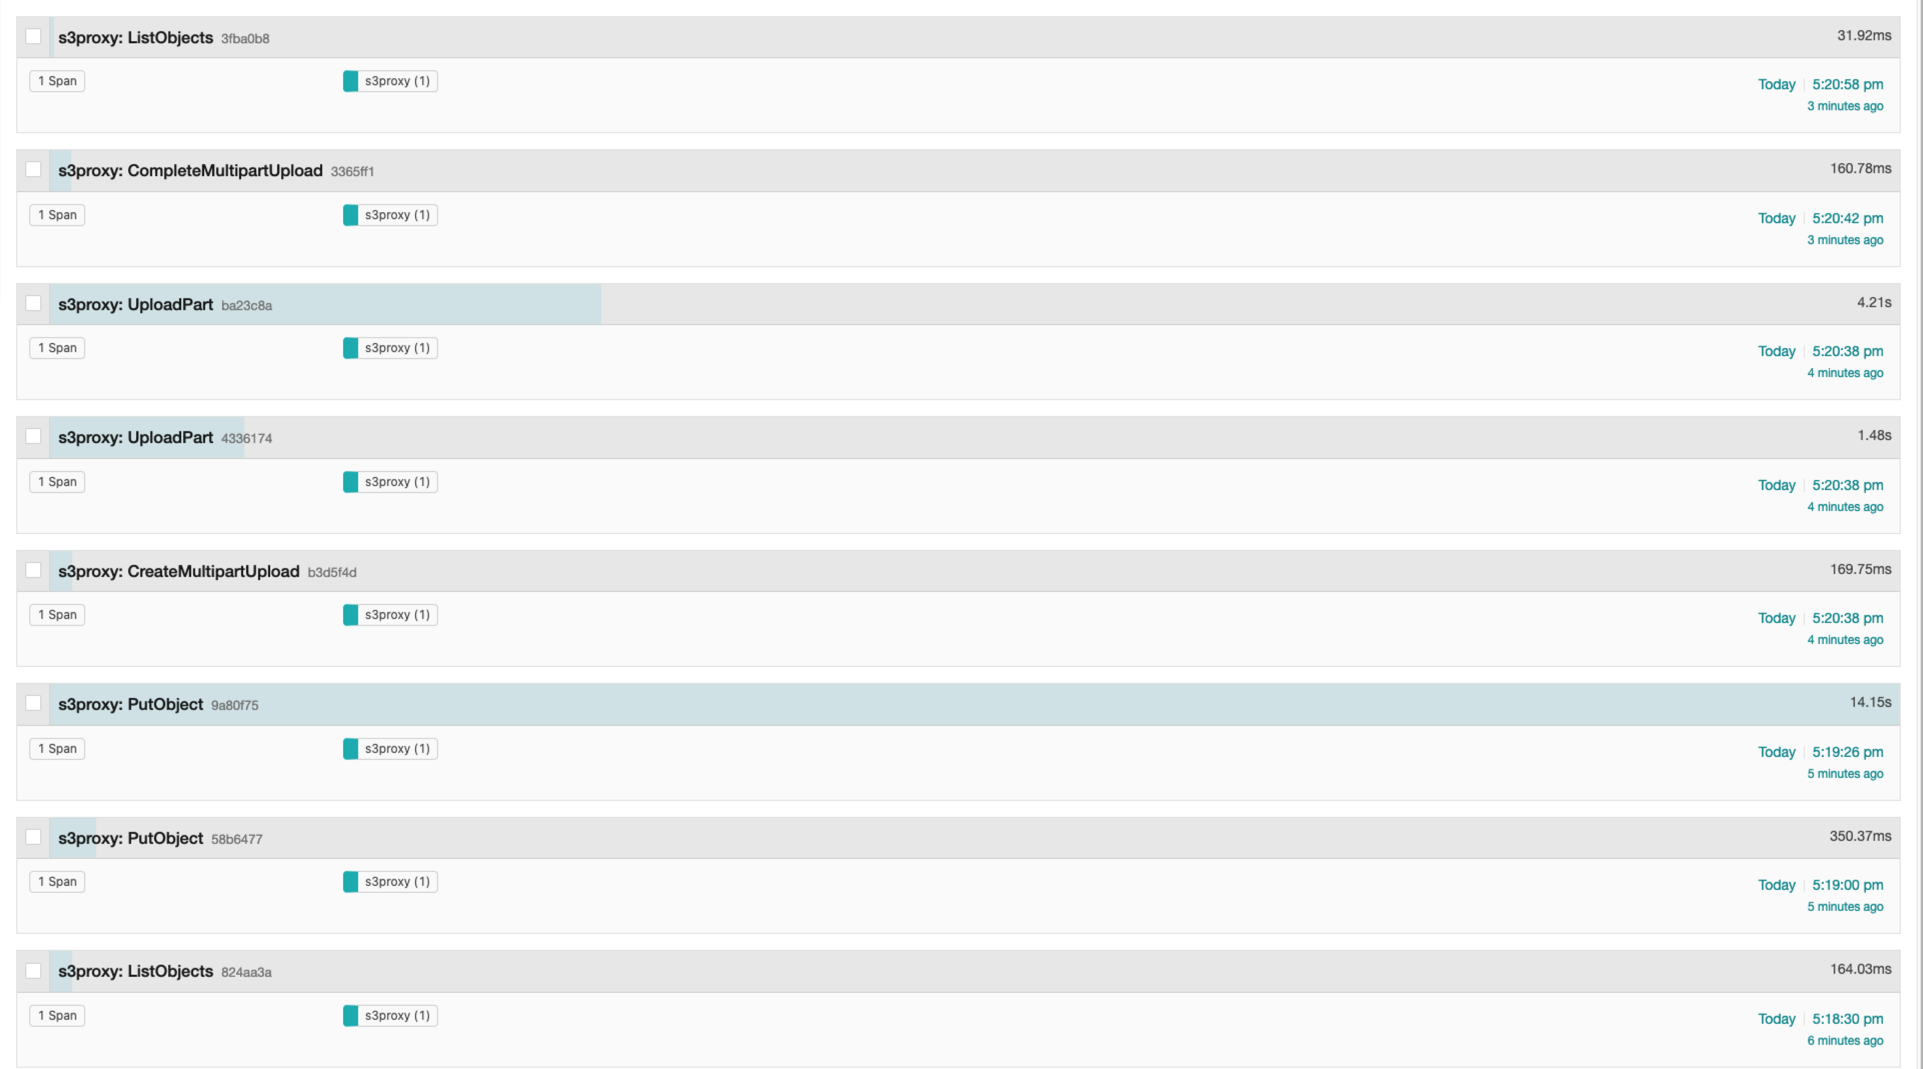 s3proxy: ListObjects 3fba0b8 31.92ms
1 Span s3proxy (1) Today 5:20:58 pm
3 minutes ago
s3proxy: CompleteMultipartUpload 3365ff1 160.78ms
1 Span s3proxy (1) Today 5:20:42 pm
3 minutes ago
s3proxy: UploadPart ba23c8a 4.21s
1 Span s3proxy (1) Today 5:20:38 pm
4 minutes ago
s3proxy: UploadPart 4336174 1.48s
1 Span s3proxy (1) Today 5:20:38 pm
4 minutes ago
s3proxy: CreateMultipartUpload b3d5f4d 169.75ms
1 Span s3proxy (1) Today 5:20:38 pm
4 minutes ago
s3proxy: PutObject 9a80f75 14.15s
1 Span s3proxy (1) Today 5:19:26 pm
5 minutes ago
s3proxy: PutObject 58b6477 350.37ms
1 Span s3proxy (1) Today 5:19:00 pm
5 minutes ago
s3proxy: ListObjects 824aa3a 164.03ms
1 Span s3proxy (1) Today 5:18:30 pm
6 minutes ago